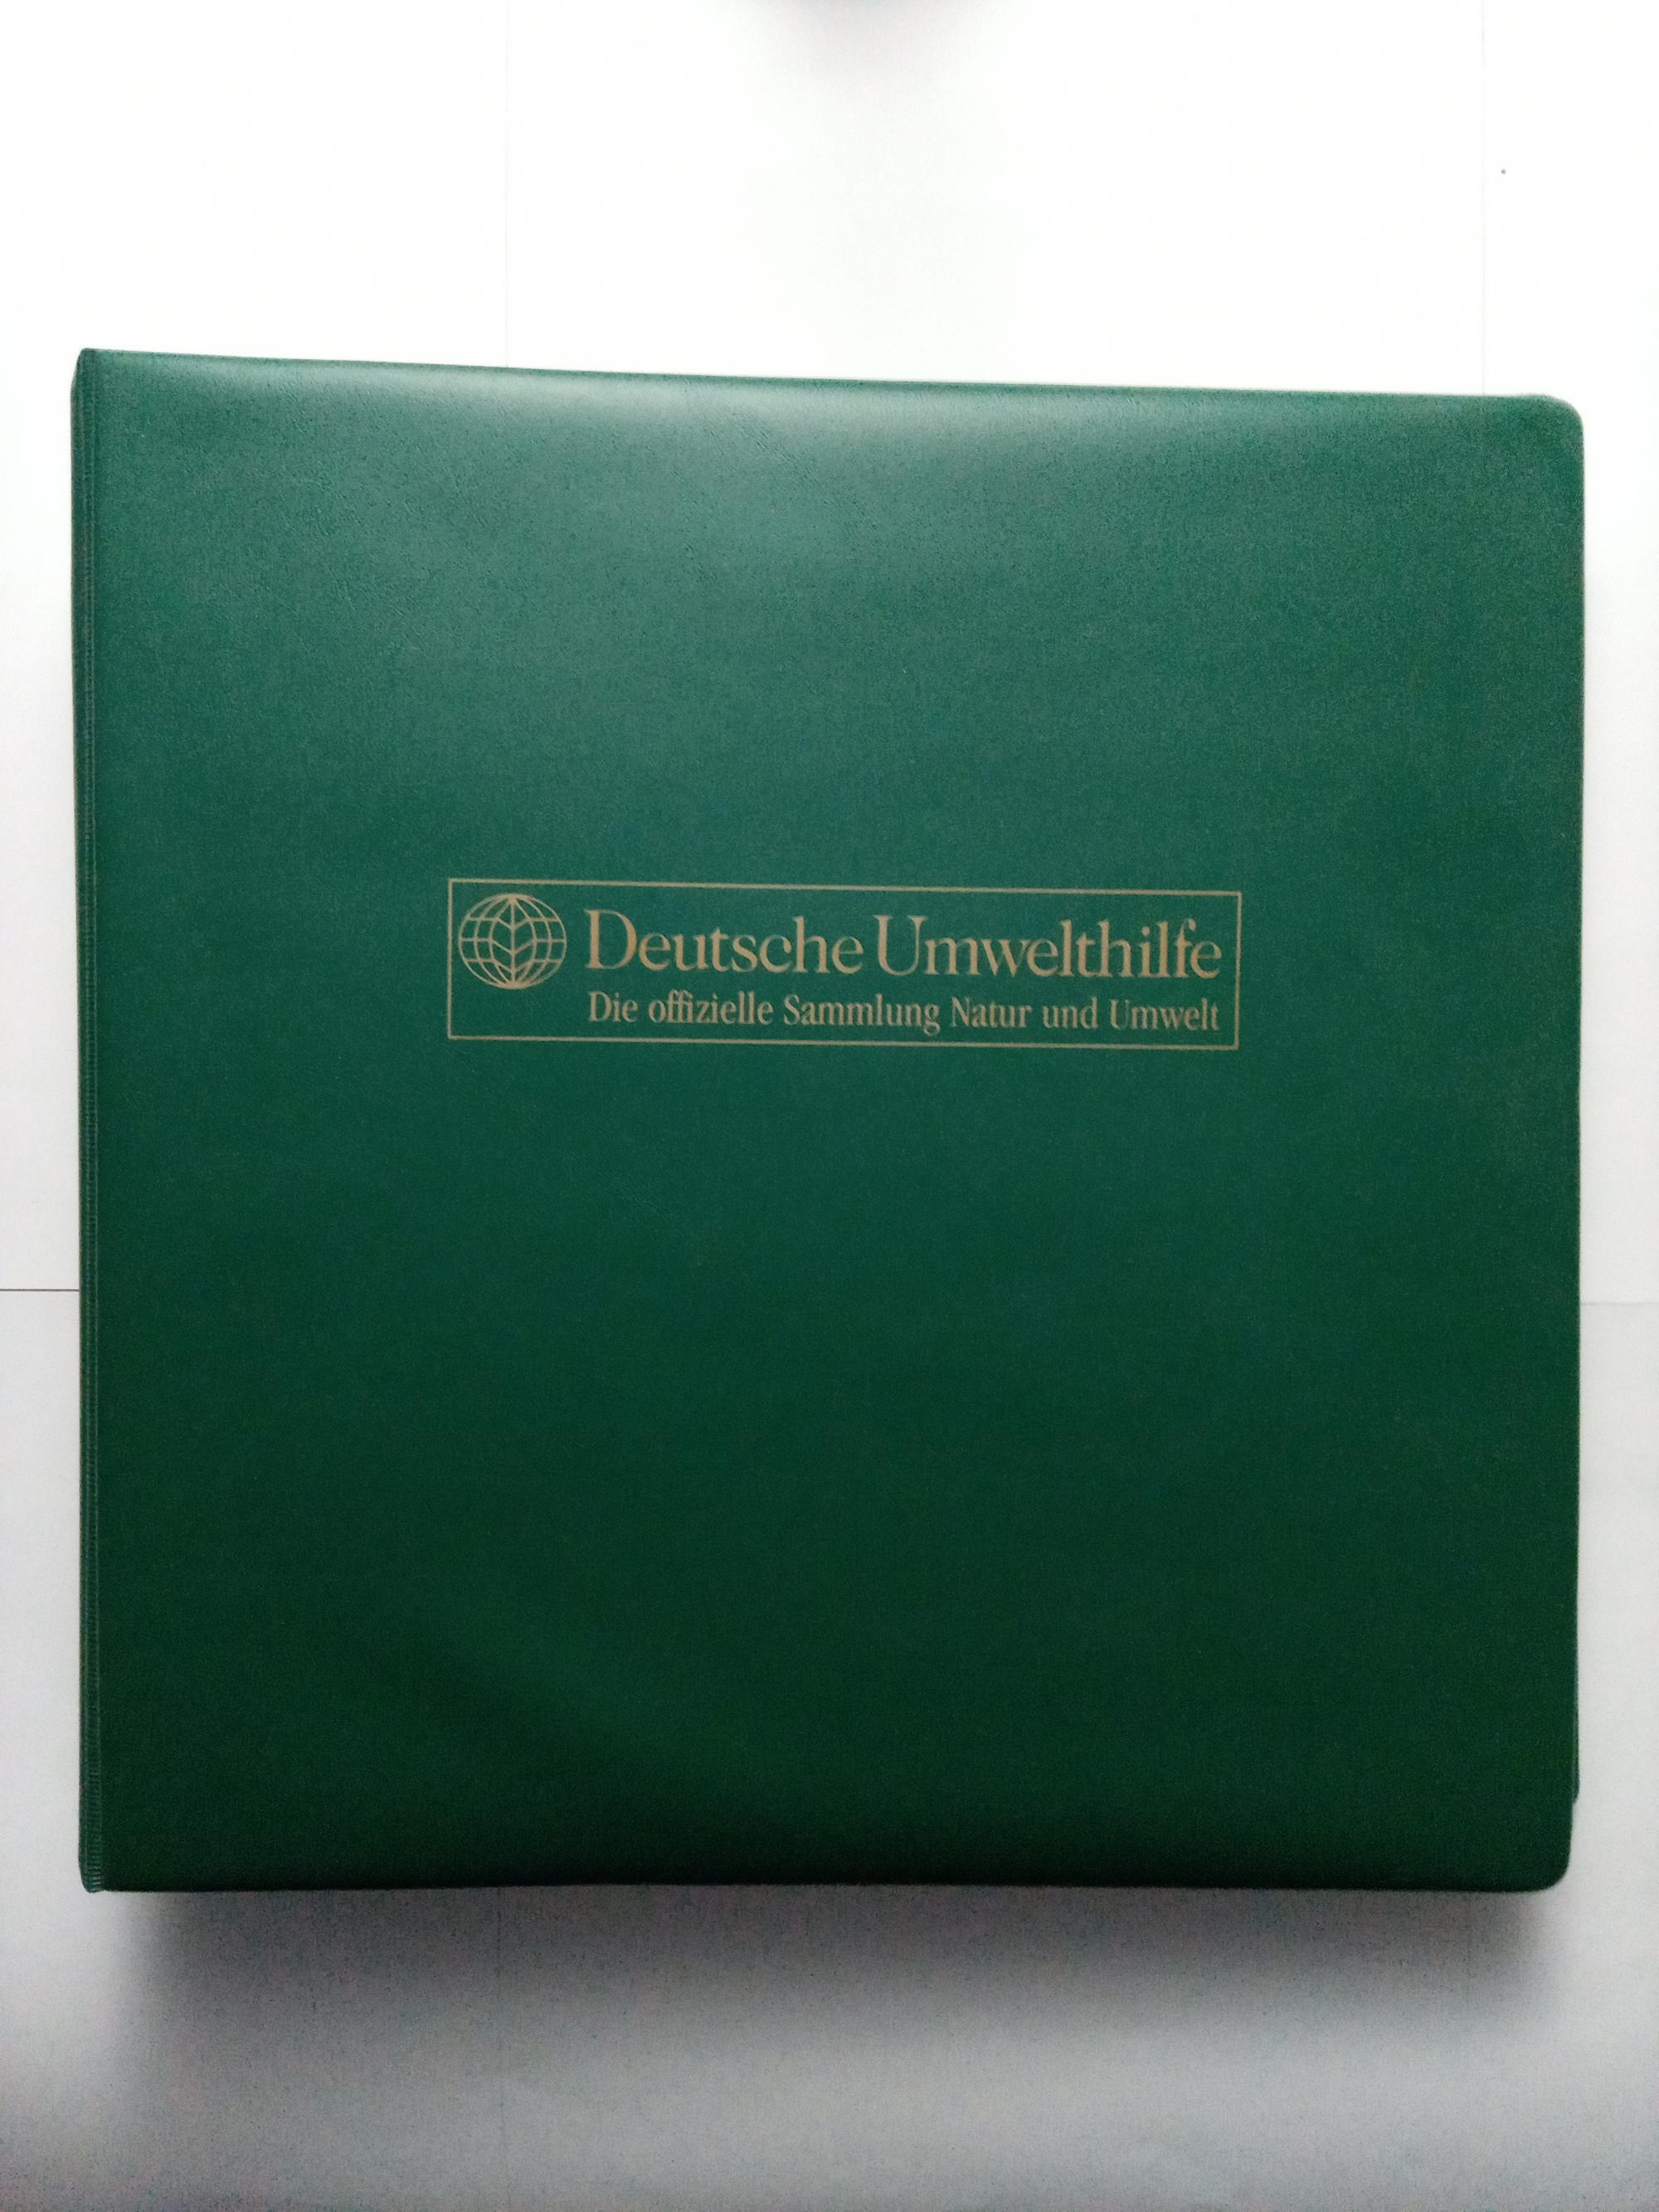 Deutsche Umwelthilfe
Die offizielle Sammlung Natur und Umwelt